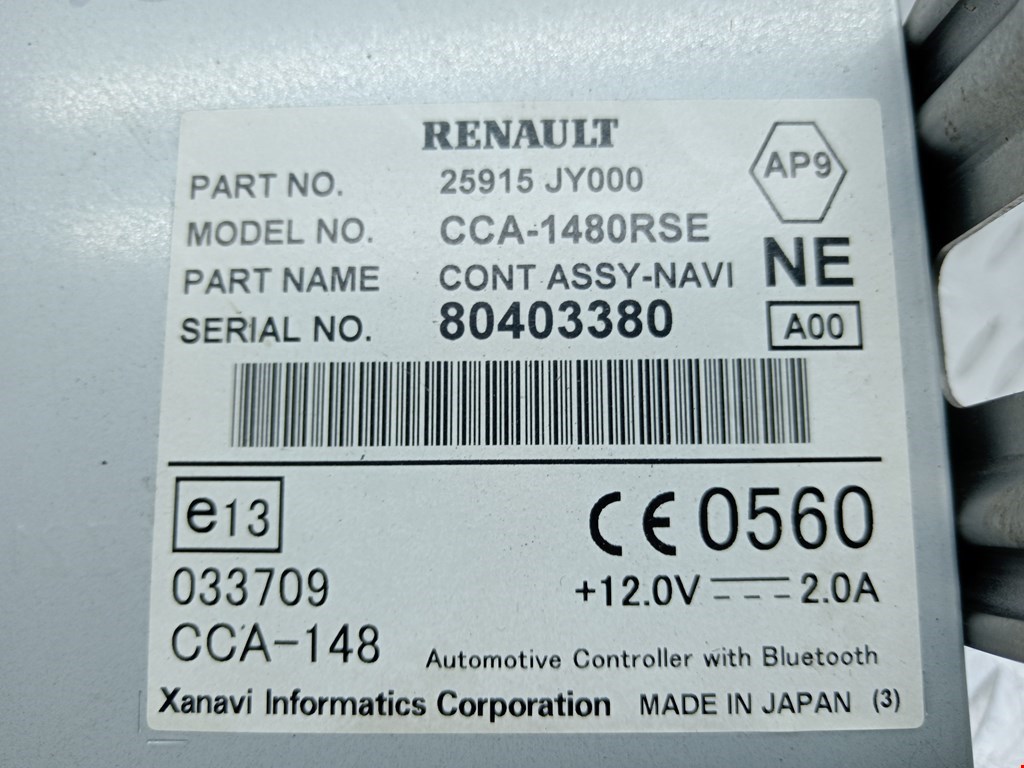 RENAULT
PART NO. 25915 JY000
AP9
MODEL NO. CCA-1480RSE
PART NAME CONT ASSY-NAVI
NE
SERIAL NO. 80403380
A00
e13
CE 0560
033709
+12.0V 2.0A
CCA-148
Automotive Controller with Bluetooth
Xanavi Informatics Corporation MADE IN JAPAN (3)